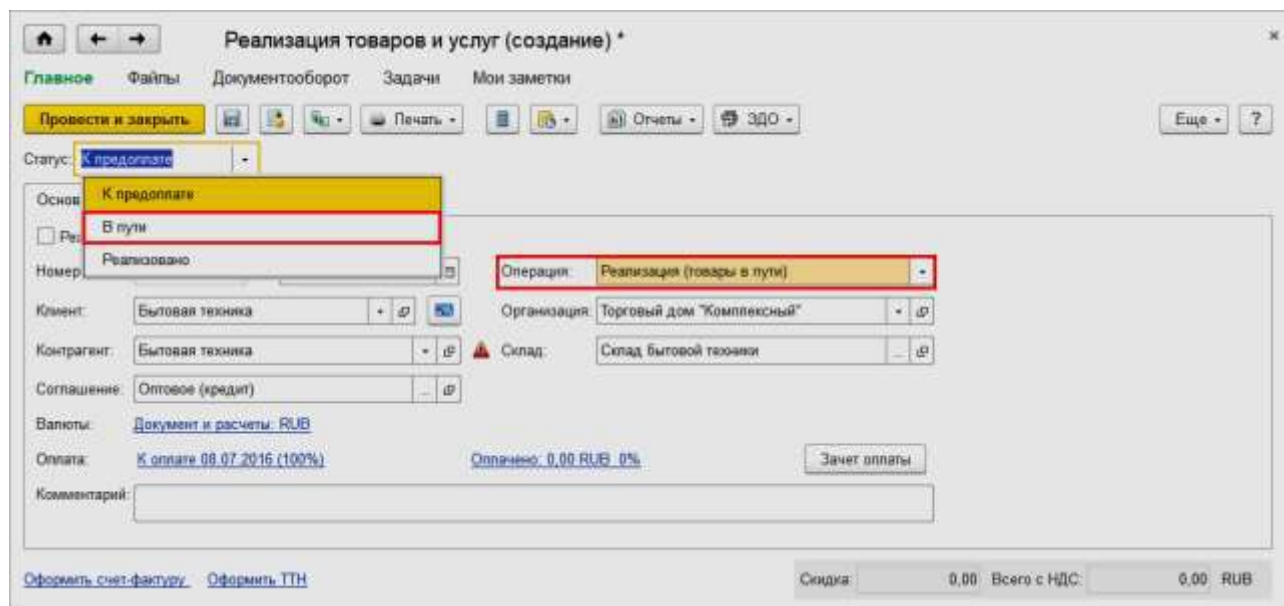 Реализация товаров и услуг (создание) *
Главное Файлы Документооборот Задачи Мои заметки
Провести и закрыть Печать Отчеты ЭДО Еще ?
Статус: К предоплате
К предоплате
Основ
В пути
Реа
Реализовано
Номер Операция: Реализация (товары в пути)
Клиент: Бытовая техника Организация: Торговый дом "Комплексный"
Контрагент: Бытовая техника Склад: Склад бытовой техники
Соглашение: Оптовое (кредит)
Валюты: Документ и расчеты: RUB
Оплата: К оплате 08.07.2016 (100%) Оплачено: 0,00 RUB 0% Зачет оплаты
Комментарий:
Оформить счет-фактуру Оформить ТТН Скидка: 0,00 Всего с НДС: 0,00 RUB